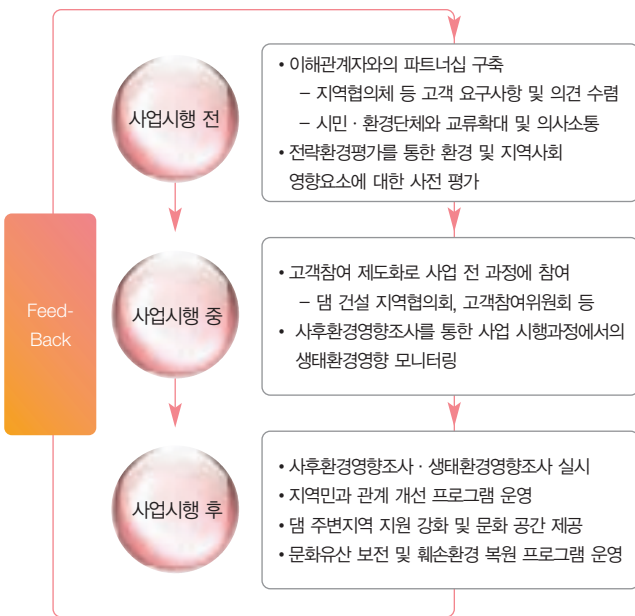 사업시행 전
• 이해관계자와의 파트너십 구축
– 지역협의체 등 고객 요구사항 및 의견 수렴
– 시민 · 환경단체와 교류확대 및 의사소통
• 전략환경평가를 통한 환경 및 지역사회
영향요소에 대한 사전 평가
Feed-
Back
사업시행 중
• 고객참여 제도화로 사업 전 과정에 참여
– 댐 건설 지역협의회, 고객참여위원회 등
• 사후환경영향조사를 통한 사업 시행과정에서의
생태환경영향 모니터링
사업시행 후
• 사후환경영향조사 · 생태환경영향조사 실시
• 지역민과 관계 개선 프로그램 운영
• 댐 주변지역 지원 강화 및 문화 공간 제공
• 문화유산 보전 및 훼손환경 복원 프로그램 운영